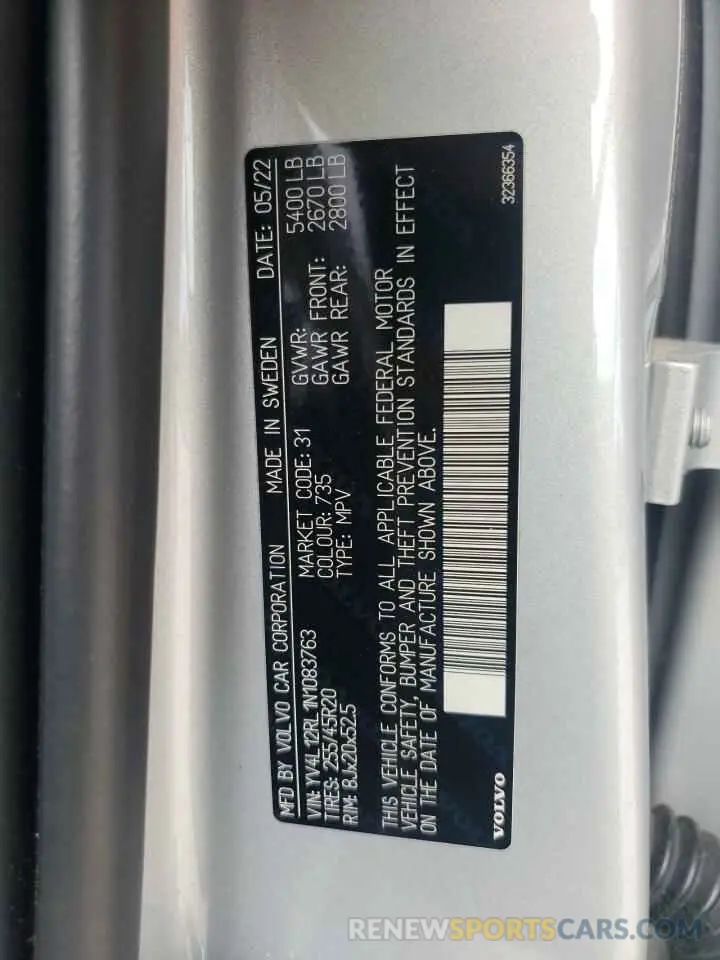 MFD BY VOLVO CAR CORPORATION MADE IN SWEDEN DATE: 05/22
VIN: YV4L12RL1N1083763 MARKET CODE: 31 GVWR: 5400 LB
TIRES: 255/45R20 COLOUR: 735 GAWR FRONT: 2670 LB
RIM: 8Jx20x52.5 TYPE: MPV GAWR REAR: 2800 LB
THIS VEHICLE CONFORMS TO ALL APPLICABLE FEDERAL MOTOR
VEHICLE SAFETY, BUMPER AND THEFT PREVENTION STANDARDS IN EFFECT
ON THE DATE OF MANUFACTURE SHOWN ABOVE.
VOLVO 32366354
RENEWSPORTSCARS.COM